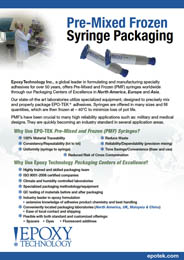 Pre-Mixed Frozen
Syringe Packaging
Epoxy Technology Inc., a global leader in formulating and manufacturing specialty
adhesives for over 50 years, offers Pre-Mixed and Frozen (PMF) syringes worldwide
through our Packaging Centers of Excellence in North America, Europe and Asia.
Our state of the art laboratories utilize specialized equipment, designed to precisely mix
and properly package EPO-TEK® adhesives. Syringes are offered in many sizes and fill
quantities, which are then frozen at - 40°C to minimize loss of pot life.
PMF's have been crucial to many high reliability applications such as: military and medical
designs. They are quickly becoming an industry standard in several application areas.
Why Use EPO-TEK Pre-Mixed and Frozen (PMF) Syringes?
100% Material Traceability
Reduce Waste
Convenience/Repeatability (lot to lot)
Reliability/Dependability (precision mixing)
Uniformity syringe to syringe
Time Savings/Convenience (thaw and use)
Reduced Risk of Cross Contamination
Why Use Epoxy Technology Packaging Centers of Excellence?
Highly trained and skilled packaging team
ISO 9001:2008 certified companies
Climate and humidity controlled laboratories
Specialized packaging methodology/equipment
QC testing of materials before and after packaging
Industry leader in epoxy formulation
+ extensive knowledge of adhesives product chemistry and best handling
Conveniently located packaging laboratories (North America, UK, Malaysia & China)
+ Ease of local contact and shipping
Flexible with both standard and customized offerings:
+ Spacers + Dyes + Fluorescent additives
EPOXY
TECHNOLOGY
epotek.com